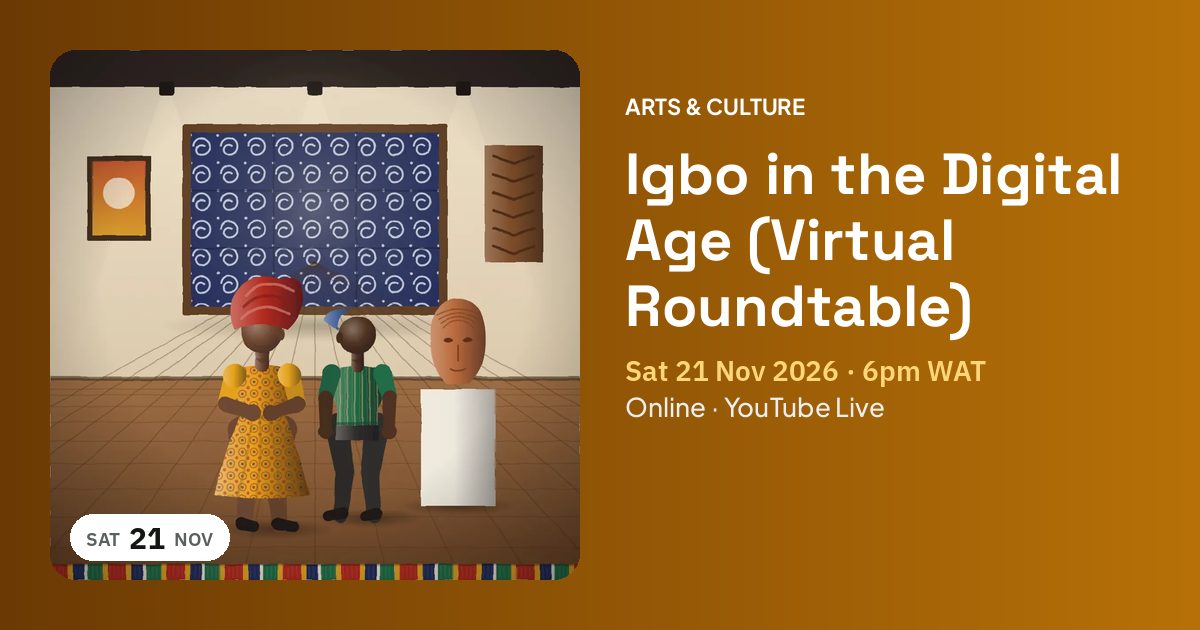 ARTS & CULTURE
Igbo in the Digital
Age (Virtual
Roundtable)
Sat 21 Nov 2026 · 6pm WAT
Online · YouTube Live
SAT 21 NOV